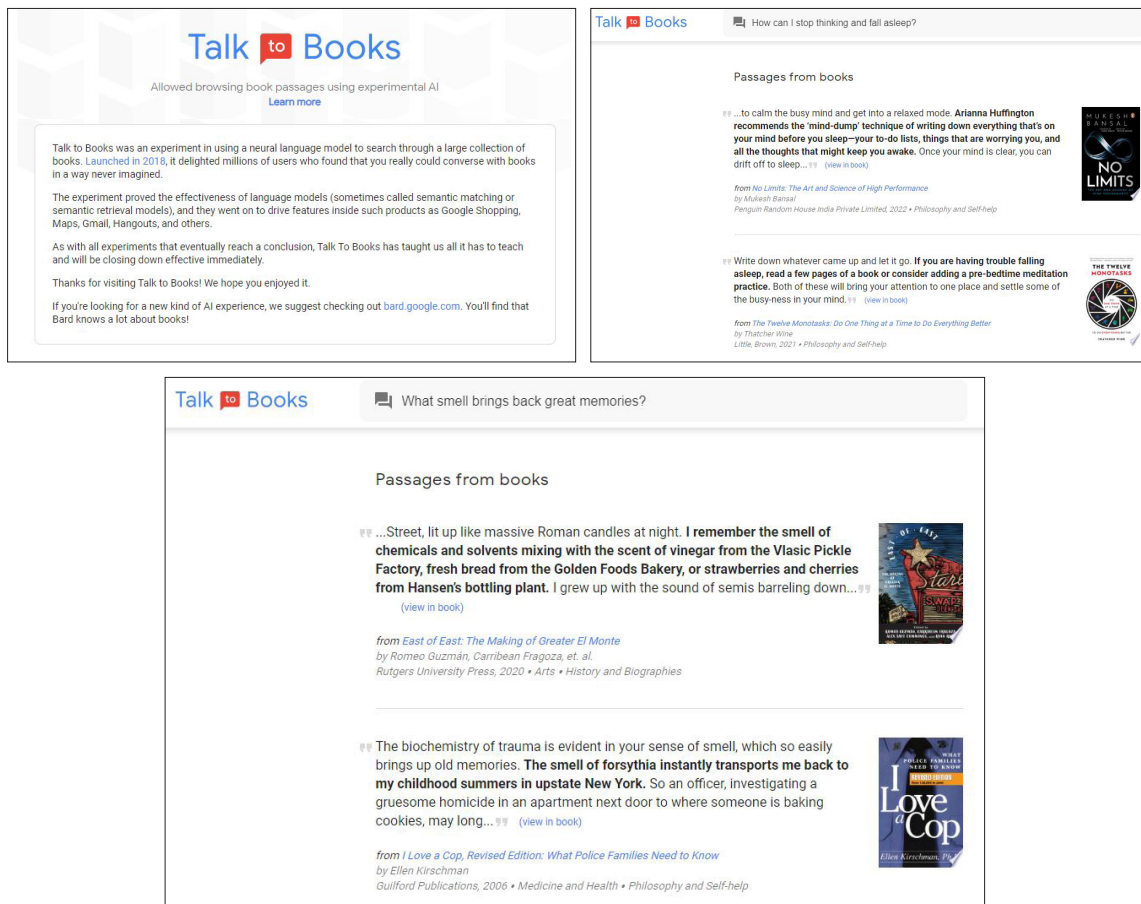 Talk to Books
Allowed browsing book passages using experimental AI
Learn more
Talk to Books was an experiment in using a neural language model to search through a large collection of
books. Launched in 2018, it delighted millions of users who found that you really could converse with books
in a way never imagined.
The experiment proved the effectiveness of language models (sometimes called semantic matching or
semantic retrieval models), and they went on to drive features inside such products as Google Shopping,
Maps, Gmail, Hangouts, and others.
As with all experiments that eventually reach a conclusion, Talk To Books has taught us all it has to teach
and will be closing down effective immediately.
Thanks for visiting Talk to Books! We hope you enjoyed it.
If you're looking for a new kind of AI experience, we suggest checking out bard.google.com. You'll find that
Bard knows a lot about books!
Talk to Books
How can I stop thinking and fall asleep?
Passages from books
...to calm the busy mind and get into a relaxed mode. Arianna Huffington
recommends the 'mind-dump' technique of writing down everything that's on
your mind before you sleep—your to-do lists, things that are worrying you, and
all the thoughts that might keep you awake. Once your mind is clear, you can
drift off to sleep... (view in book)
from No Limits: The Art and Science of High Performance
by Mukesh Bansal
Penguin Random House India Private Limited, 2022 • Philosophy and Self-help
MUKESH
BANSAL
NO
LIMITS
Write down whatever came up and let it go. If you are having trouble falling
asleep, read a few pages of a book or consider adding a pre-bedtime meditation
practice. Both of these will bring your attention to one place and settle some of
the busy-ness in your mind. (view in book)
from The Twelve Monotasks: Do One Thing at a Time to Do Everything Better
by Thatcher Wine
Little, Brown, 2021 • Philosophy and Self-help
THE TWELVE
MONOTASKS
THATCHER WINE
Talk to Books
What smell brings back great memories?
Passages from books
...Street, lit up like massive Roman candles at night. I remember the smell of
chemicals and solvents mixing with the scent of vinegar from the Vlasic Pickle
Factory, fresh bread from the Golden Foods Bakery, or strawberries and cherries
from Hansen's bottling plant. I grew up with the sound of semis barreling down...
(view in book)
from East of East: The Making of Greater El Monte
by Romeo Guzmán, Carribean Fragoza, et. al.
Rutgers University Press, 2020 • Arts • History and Biographies
EAST OF EAST
Starl
SWAP
The biochemistry of trauma is evident in your sense of smell, which so easily
brings up old memories. The smell of forsythia instantly transports me back to
my childhood summers in upstate New York. So an officer, investigating a
gruesome homicide in an apartment next door to where someone is baking
cookies, may long... (view in book)
from I Love a Cop, Revised Edition: What Police Families Need to Know
by Ellen Kirschman
Guilford Publications, 2006 • Medicine and Health • Philosophy and Self-help
WHAT
POLICE FAMILIES
NEED TO KNOW
REVISED EDITION
I
Love
a
Cop
Ellen Kirschman, Ph